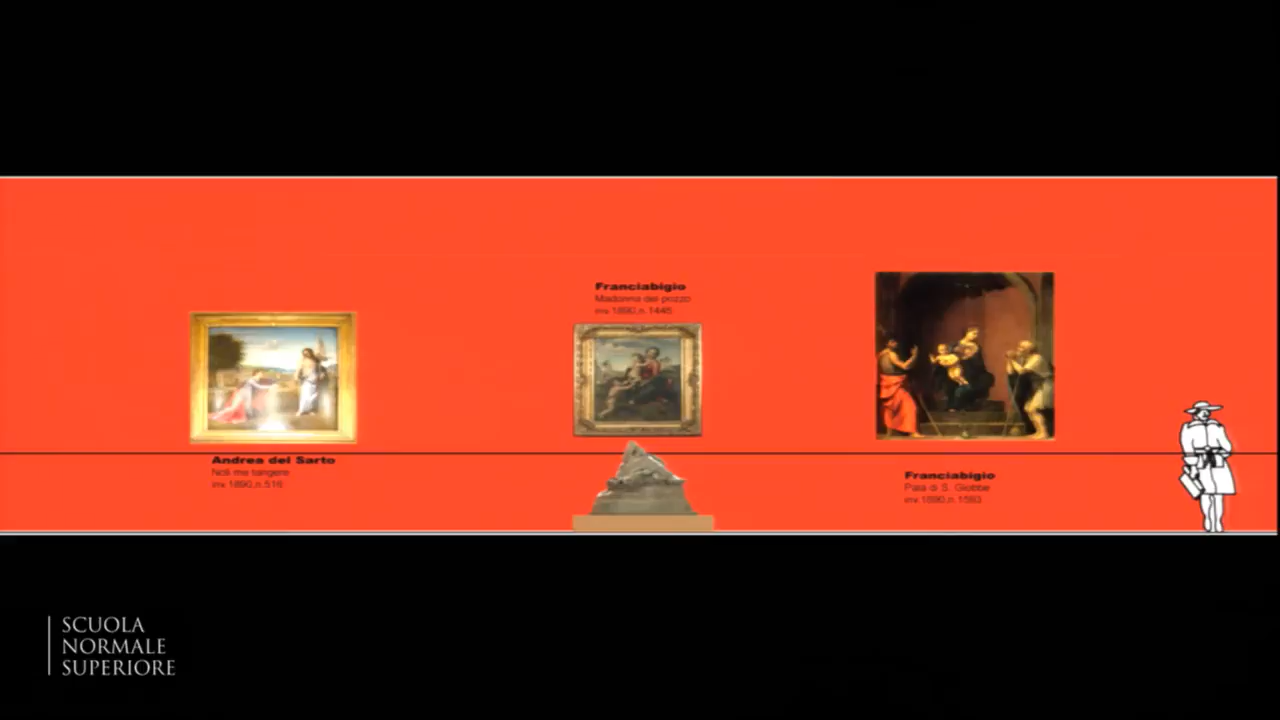 Andrea del Sarto
Noli me tangere
inv. 1890, n.516
Franciabigio
Madonna del pozzo
inv. 1890, n. 1445
Franciabigio
Pala di S. Giobbe
inv. 1890, n. 1593
SCUOLA
NORMALE
SUPERIORE